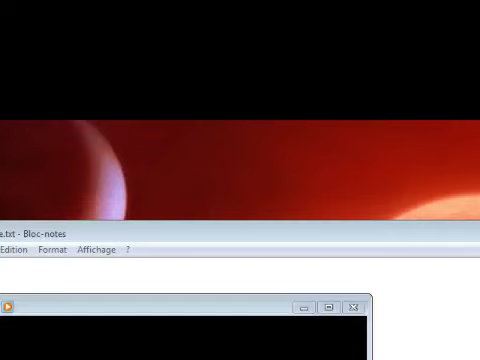 e.txt - Bloc-notes
Edition Format Affichage ?